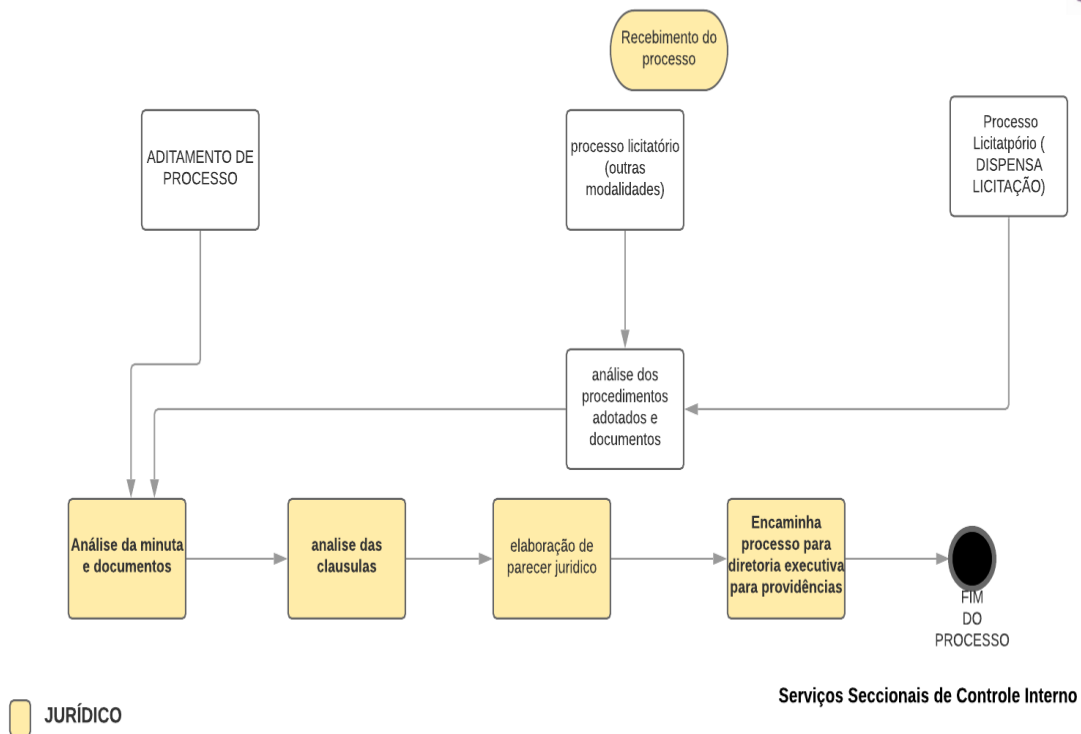 Recebimento do
processo
ADITAMENTO DE
PROCESSO
processo licitatório
(outras
modalidades)
Processo
Licitatpório (
DISPENSA
LICITAÇÃO)
análise dos
procedimentos
adotados e
documentos
Análise da minuta
e documentos
analise das
clausulas
elaboração de
parecer juridico
Encaminha
processo para
diretoria executiva
para providências
FIM
DO
PROCESSO
Serviços Seccionais de Controle Interno
JURÍDICO